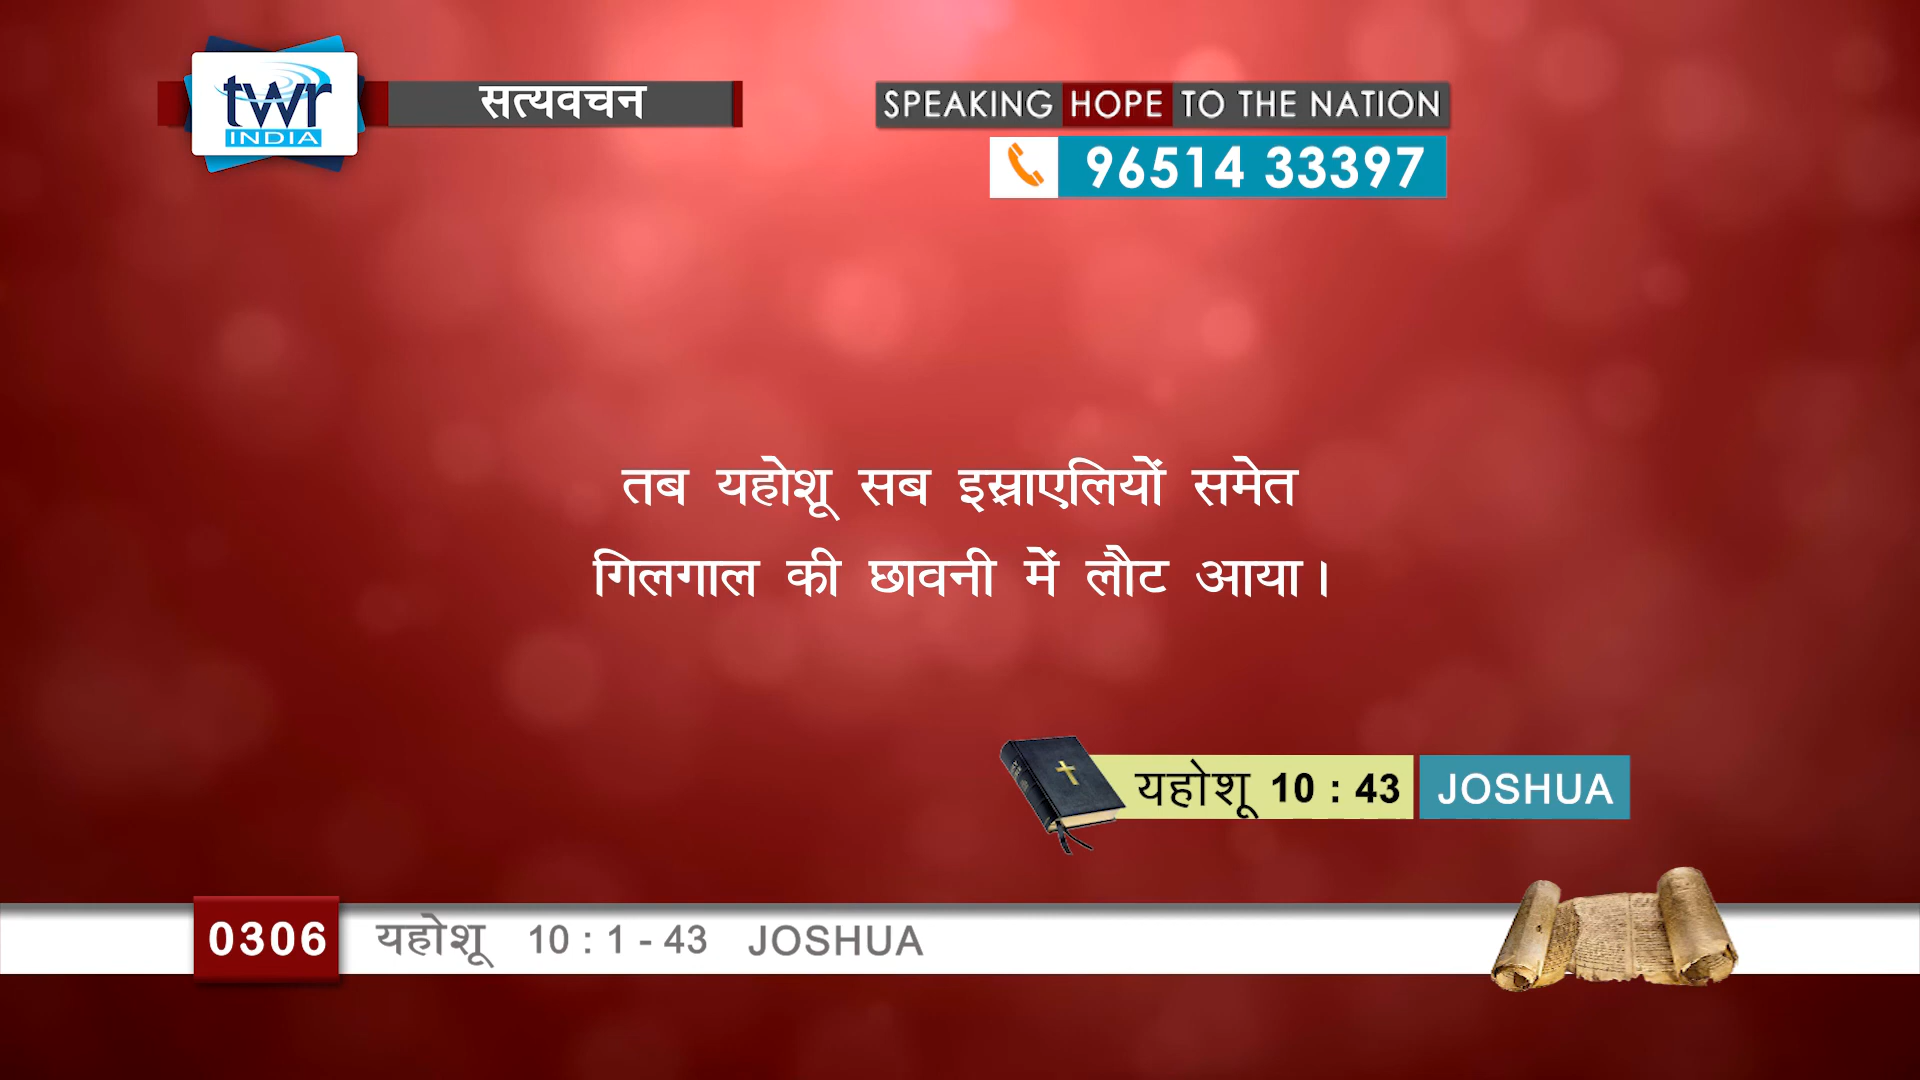 twr
INDIA
सत्यवचन
SPEAKING HOPE TO THE NATION
96514 33397
तब यहोशू सब इस्राएलियों समेत
गिलगाल की छावनी में लौट आया।
यहोशू 10 : 43 JOSHUA
0306 यहोशू 10 : 1 - 43 JOSHUA